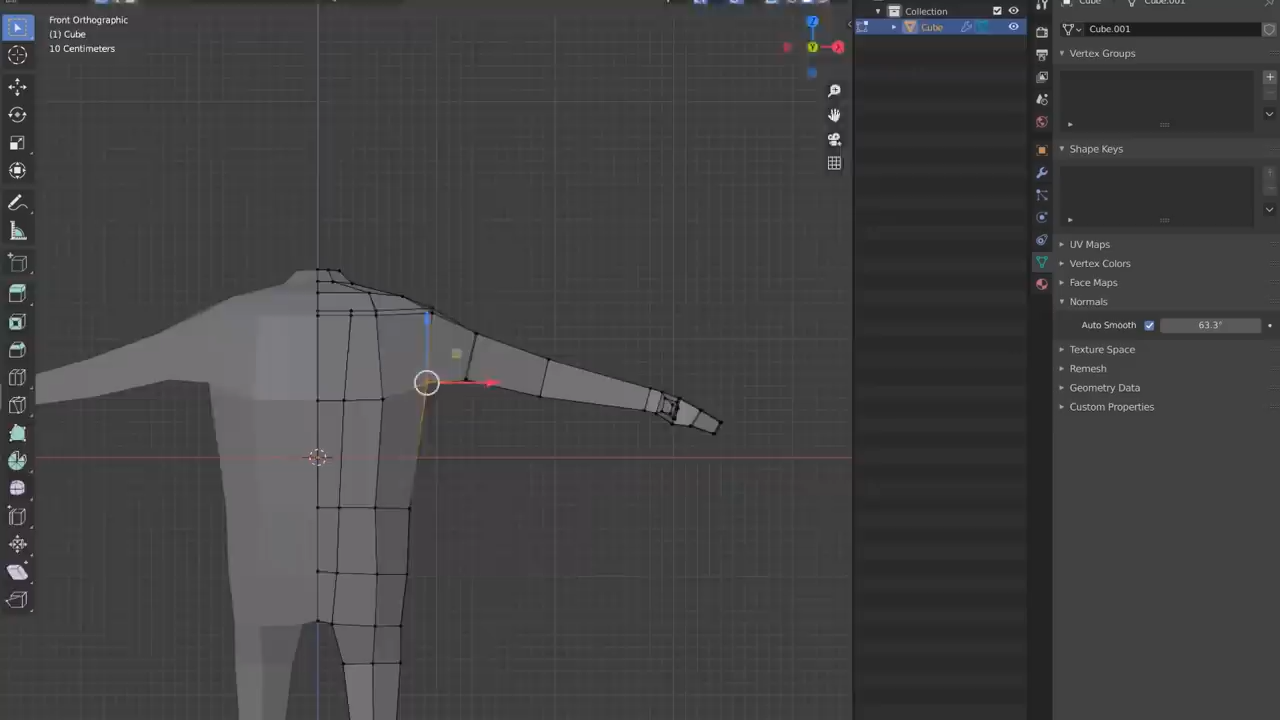 Front Orthographic
(1) Cube
10 Centimeters
Z
Y
X
Collection
Cube
Cube
Cube.001
Cube.001
Vertex Groups
Shape Keys
UV Maps
Vertex Colors
Face Maps
Normals
Auto Smooth
63.3°
Texture Space
Remesh
Geometry Data
Custom Properties